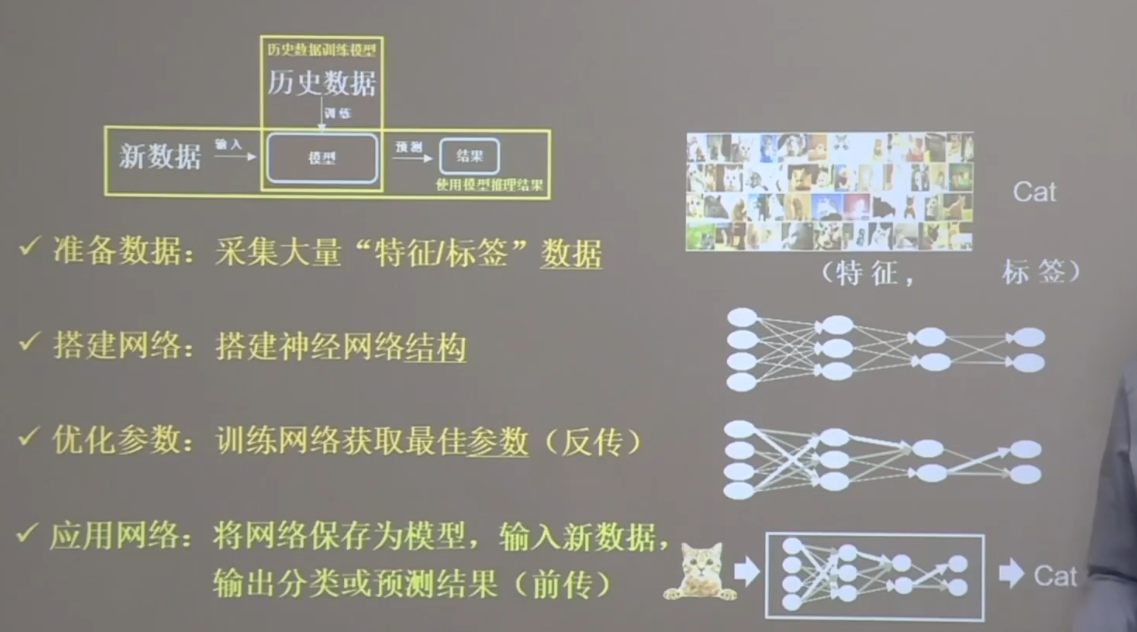 历史数据训练模型
历史数据
训练
新数据
输入
模型
预测
结果
使用模型推理结果
Cat
（特征，标签）
✓ 准备数据：采集大量“特征/标签”数据
✓ 搭建网络：搭建神经网络结构
✓ 优化参数：训练网络获取最佳参数（反传）
✓ 应用网络：将网络保存为模型，输入新数据，
输出分类或预测结果（前传）
Cat